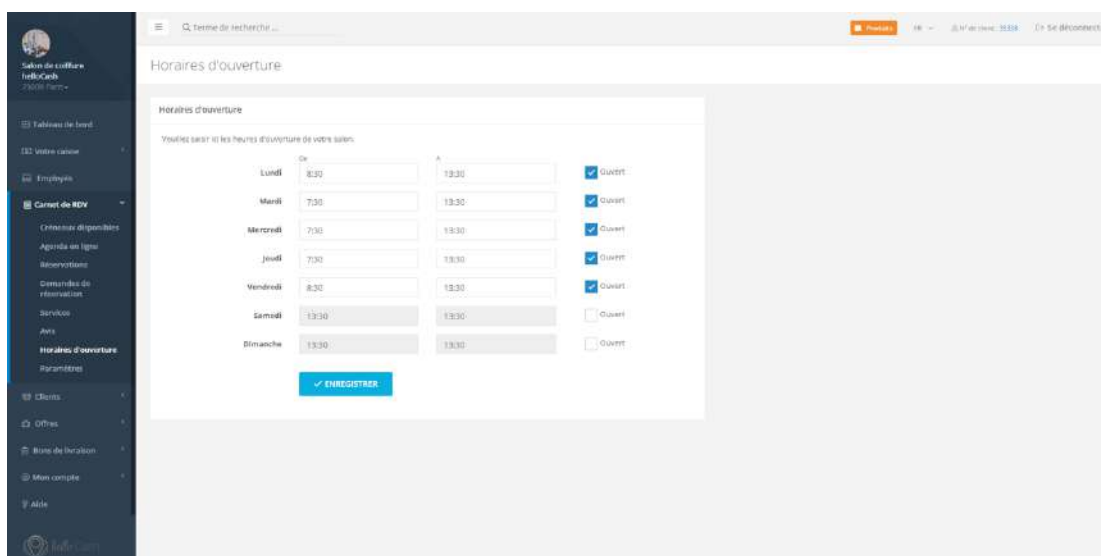 Salon de coiffure
helloCash
Tableau de bord
Votre caisse
Employés
Carnet de RDV
Créneaux disponibles
Agenda en ligne
Réservations
Demandes de
réservation
Services
Avis
Horaires d'ouverture
Paramètres
Clients
Offres
Bons de livraison
Mon compte
Aide
Terme de recherche ...
Produits
FR
N° de client:
Se déconnect
Horaires d'ouverture
Horaires d'ouverture
Veuillez saisir ici les heures d'ouverture de votre salon.
De A
Lundi 8:30 13:30 Ouvert
Mardi 7:30 13:30 Ouvert
Mercredi 7:30 13:30 Ouvert
Jeudi 7:30 13:30 Ouvert
Vendredi 8:30 13:30 Ouvert
Samedi 13:30 13:30 Ouvert
Dimanche 13:30 13:30 Ouvert
ENREGISTRER